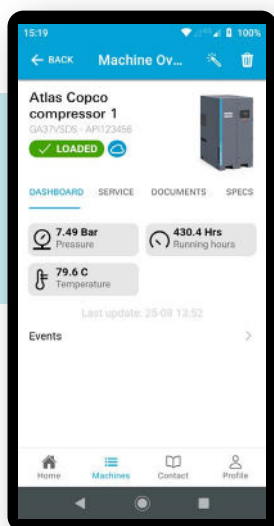 15:19
100%
BACK
Machine Ov...
Atlas Copco
compressor 1
GA37VSDS - API123456
LOADED
DASHBOARD SERVICE DOCUMENTS SPECS
7.49 Bar
Pressure
430.4 Hrs
Running hours
79.6 C
Temperature
Last update: 25-08 13:52
Events
Home Machines Contact Profile